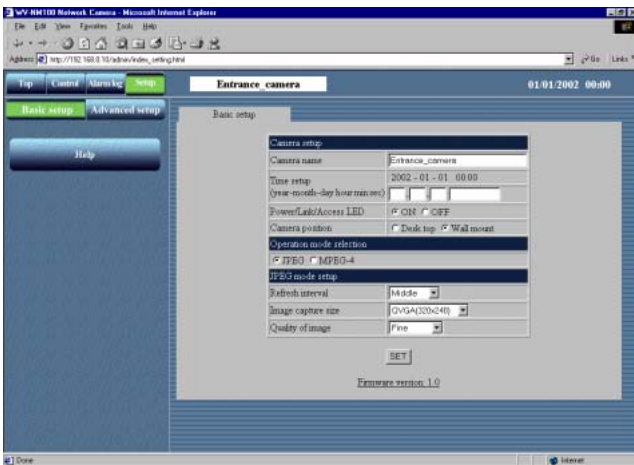 WV-NM100 Network Camera - Microsoft Internet Explorer
File Edit View Favorites Tools Help
Address http://192.168.0.10/admin/index_setting.html Go Links
Top Control Alarm log Setup Entrance_camera 01/01/2002 00:00
Basic setup Advanced setup
Help
Basic setup
Camera setup
Camera name Entrance_camera
Time setup 2002 - 01 - 01 00:00
(year-month-day hour:min:sec)
Power/Link/Access LED ON OFF
Camera position Desk top Wall mount
Operation mode selection
JPEG MPEG-4
JPEG mode setup
Refresh interval Middle
Image capture size QVGA(320x240)
Quality of image Fine
SET
Firmware version: 1.0
Done Internet